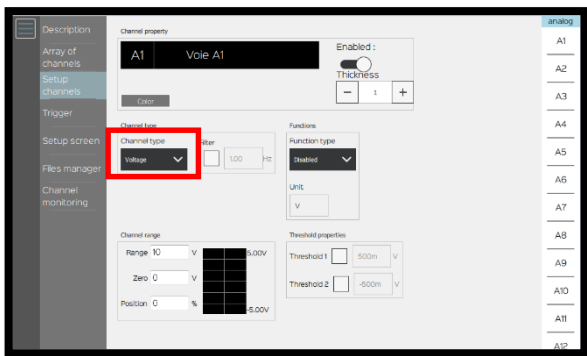 Description
Array of
channels
Setup
channels
Trigger
Setup screen
Files manager
Channel
monitoring
Channel property
A1 Voie A1
Color
Enabled :
Thickness
− 1 +
Channel type
Channel type
Voltage
Filter
1.00 Hz
Functions
Function type
Disabled
Unit
V
Channel range
Range 10 V
Zero 0 V
Position 0 %
5.00V
-5.00V
Threshold properties
Threshold 1 500m V
Threshold 2 -500m V
analog
A1
A2
A3
A4
A5
A6
A7
A8
A9
A10
A11
A12